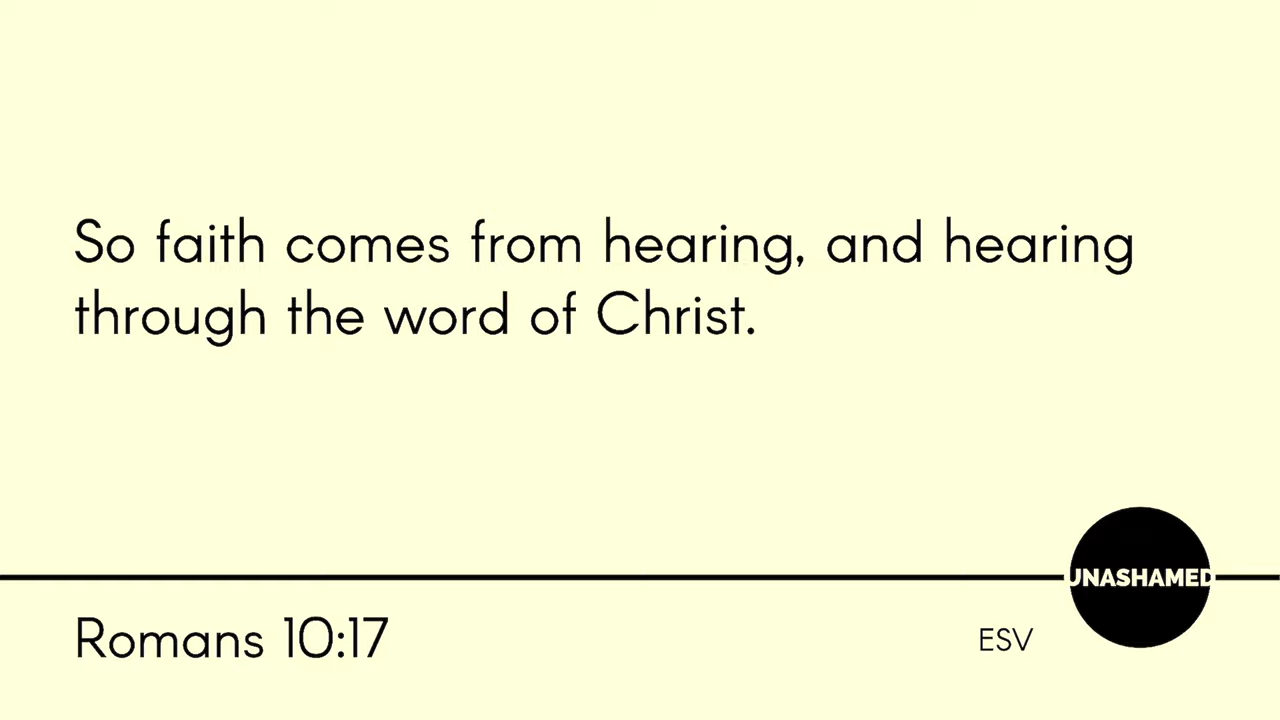 So faith comes from hearing, and hearing
through the word of Christ.
UNASHAMED
Romans 10:17
ESV